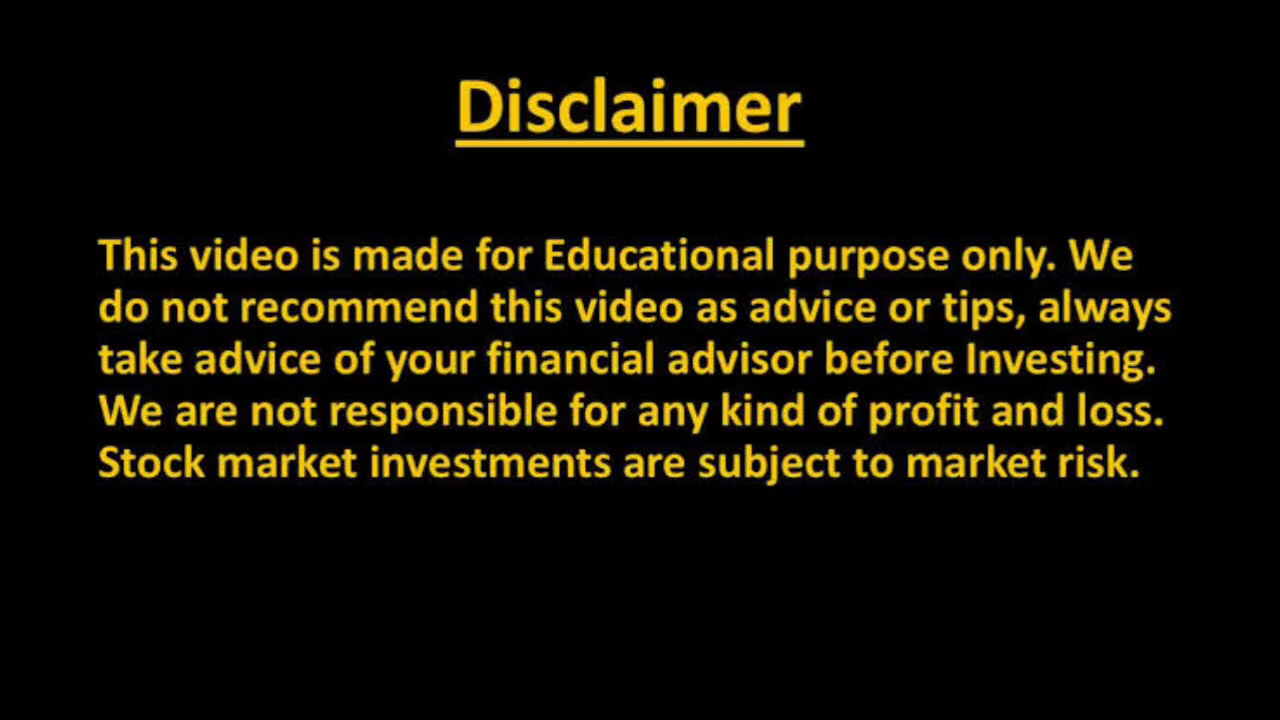 Disclaimer
This video is made for Educational purpose only. We
do not recommend this video as advice or tips, always
take advice of your financial advisor before Investing.
We are not responsible for any kind of profit and loss.
Stock market investments are subject to market risk.